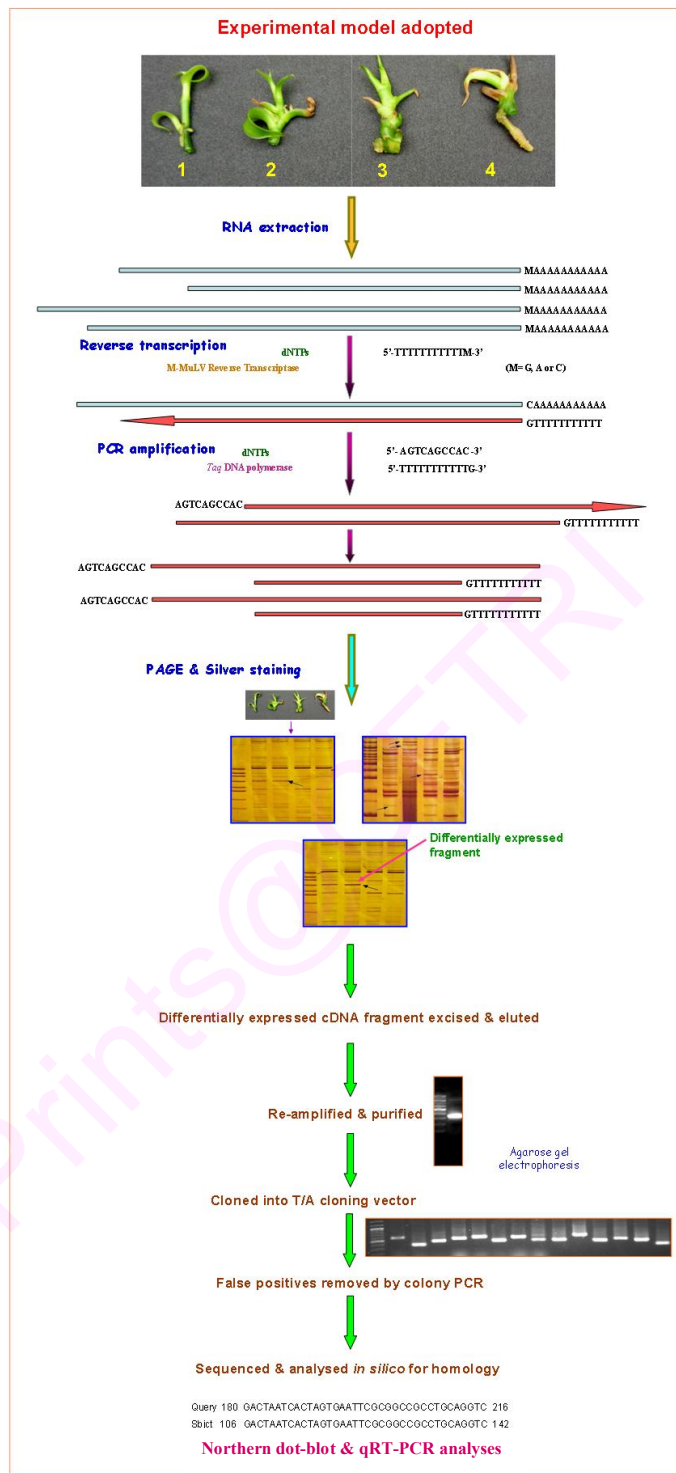 Experimental model adopted
1 2 3 4
RNA extraction
MAAAAAAAAAAA
MAAAAAAAAAAA
MAAAAAAAAAAA
MAAAAAAAAAAA
Reverse transcription dNTPs 5'-TTTTTTTTTTTM-3'
M-MuLV Reverse Transcriptase (M=G, A or C)
CAAAAAAAAAAA
GTTTTTTTTTTT
PCR amplification dNTPs 5'- AGTCAGCCAC -3'
Taq DNA polymerase 5'-TTTTTTTTTTTG-3'
AGTCAGCCAC
GTTTTTTTTTTT
AGTCAGCCAC
GTTTTTTTTTTT
AGTCAGCCAC
GTTTTTTTTTTT
PAGE & Silver staining
Differentially expressed
fragment
Differentially expressed cDNA fragment excised & eluted
Re-amplified & purified
Agarose gel
electrophoresis
Cloned into T/A cloning vector
False positives removed by colony PCR
Sequenced & analysed in silico for homology
Query 180 GACTAATCACTAGTGAATTCGCGGCCGCCTGCAGGTC 216
Sbjct 106 GACTAATCACTAGTGAATTCGCGGCCGCCTGCAGGTC 142
Northern dot-blot & qRT-PCR analyses
Prints@CFTRI